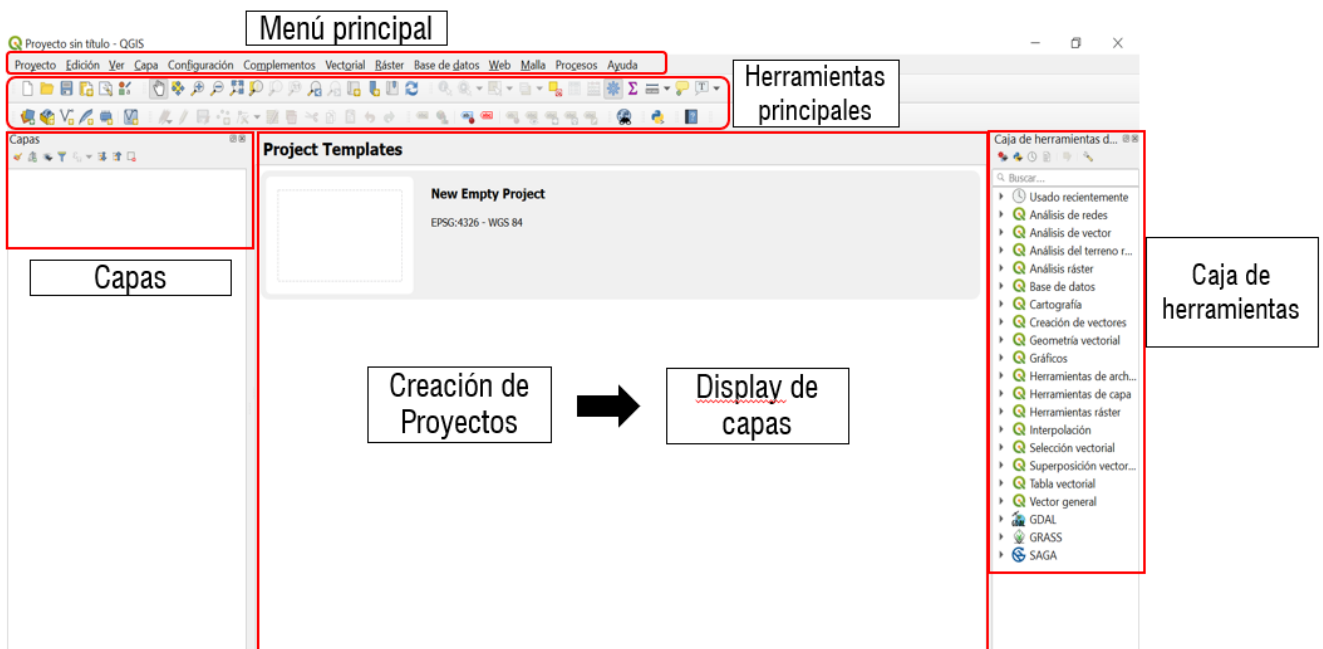 Menú principal
Proyecto sin título - QGIS
Proyecto Edición Ver Capa Configuración Complementos Vectorial Ráster Base de datos Web Malla Procesos Ayuda
Herramientas
principales
Capas
Project Templates
New Empty Project
EPSG:4326 - WGS 84
Capas
Creación de
Proyectos
Display de
capas
Caja de herramientas d...
Buscar...
Usado recientemente
Análisis de redes
Análisis de vector
Análisis del terreno r...
Análisis ráster
Base de datos
Cartografía
Creación de vectores
Geometría vectorial
Gráficos
Herramientas de arch...
Herramientas de capa
Herramientas ráster
Interpolación
Selección vectorial
Superposición vector...
Tabla vectorial
Vector general
GDAL
GRASS
SAGA
Caja de
herramientas